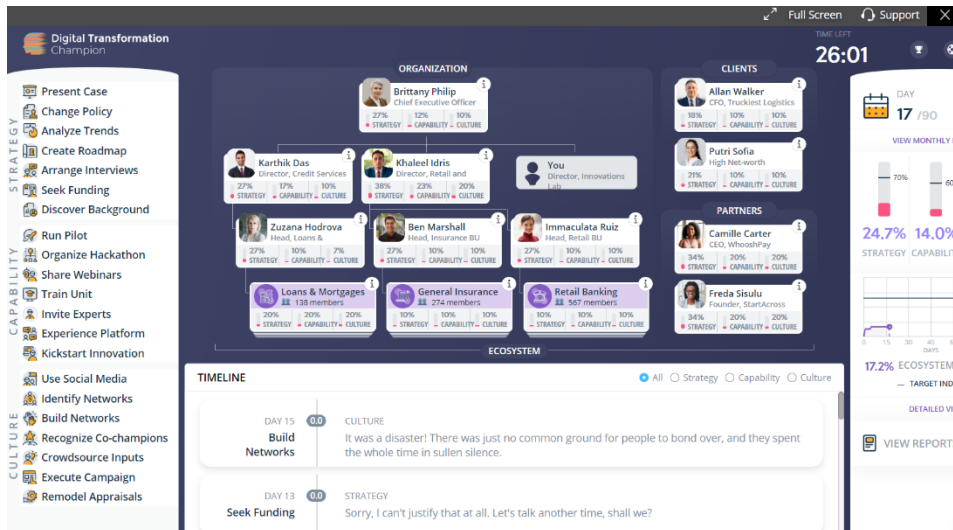 Full Screen
Support
Digital Transformation
Champion
TIME LEFT
26:01
STRATEGY
Present Case
Change Policy
Analyze Trends
Create Roadmap
Arrange Interviews
Seek Funding
Discover Background
CAPABILITY
Run Pilot
Organize Hackathon
Share Webinars
Train Unit
Invite Experts
Experience Platform
Kickstart Innovation
CULTURE
Use Social Media
Identify Networks
Build Networks
Recognize Co-champions
Crowdsource Inputs
Execute Campaign
Remodel Appraisals
ORGANIZATION
Brittany Philip
Chief Executive Officer
27% 12% 10%
STRATEGY CAPABILITY CULTURE
Karthik Das
Director, Credit Services
27% 17% 10%
STRATEGY CAPABILITY CULTURE
Khaleel Idris
Director, Retail and
38% 23% 20%
STRATEGY CAPABILITY CULTURE
You
Director, Innovations
Lab
Zuzana Hodrova
Head, Loans &
27% 10% 7%
STRATEGY CAPABILITY CULTURE
Ben Marshall
Head, Insurance BU
27% 10% 10%
STRATEGY CAPABILITY CULTURE
Immaculata Ruiz
Head, Retail BU
27% 10% 10%
STRATEGY CAPABILITY CULTURE
Loans & Mortgages
138 members
20% 20% 20%
STRATEGY CAPABILITY CULTURE
General Insurance
274 members
10% 10% 10%
STRATEGY CAPABILITY CULTURE
Retail Banking
567 members
10% 10% 10%
STRATEGY CAPABILITY CULTURE
CLIENTS
Allan Walker
CFO, Truckiest Logistics
18% 10% 10%
STRATEGY CAPABILITY CULTURE
Putri Sofia
High Net-worth
21% 10% 10%
STRATEGY CAPABILITY CULTURE
PARTNERS
Camille Carter
CEO, WhooshPay
34% 20% 20%
STRATEGY CAPABILITY CULTURE
Freda Sisulu
Founder, StartAcross
34% 20% 20%
STRATEGY CAPABILITY CULTURE
ECOSYSTEM
TIMELINE
All Strategy Capability Culture
DAY 15 0.0 CULTURE
Build
Networks
It was a disaster! There was just no common ground for people to bond over, and they spent
the whole time in sullen silence.
DAY 13 0.0 STRATEGY
Seek Funding
Sorry, I can't justify that at all. Let's talk another time, shall we?
DAY
17 /90
VIEW MONTHLY
70%
60
24.7% 14.0%
STRATEGY CAPABILI
0 15 30 45
DAYS
17.2% ECOSYSTEM
TARGET IND
DETAILED VI
VIEW REPORTS